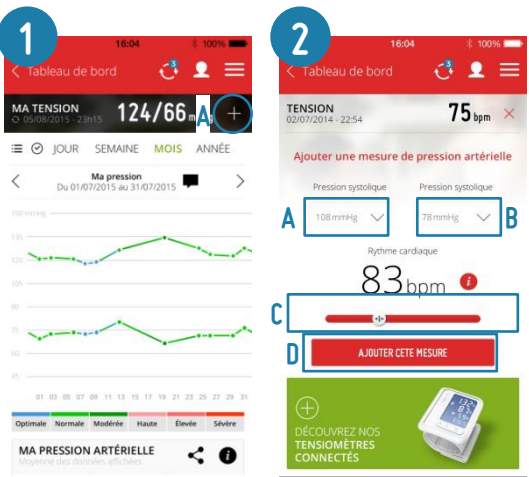 1
16:04
100%
Tableau de bord
3
MA TENSION
05/08/2015 - 23h15
124/66
A
+
JOUR SEMAINE MOIS ANNÉE
Ma pression
Du 01/07/2015 au 31/07/2015
150 mmHg
135
120
105
90
75
60
45
01 03 05 07 09 11 13 15 17 19 21 23 25 27 29 31
Optimale Normale Modérée Haute Élevée Sévère
MA PRESSION ARTÉRIELLE
Moyenne des données affichées
2
16:04
100%
Tableau de bord
3
TENSION
02/07/2014 - 22:54
75 bpm
Ajouter une mesure de pression artérielle
Pression systolique Pression systolique
A 108 mmHg 78 mmHg B
Rythme cardiaque
83 bpm i
C
D AJOUTER CETE MESURE
DÉCOUVREZ NOS
TENSIOMÈTRES
CONNECTÉS